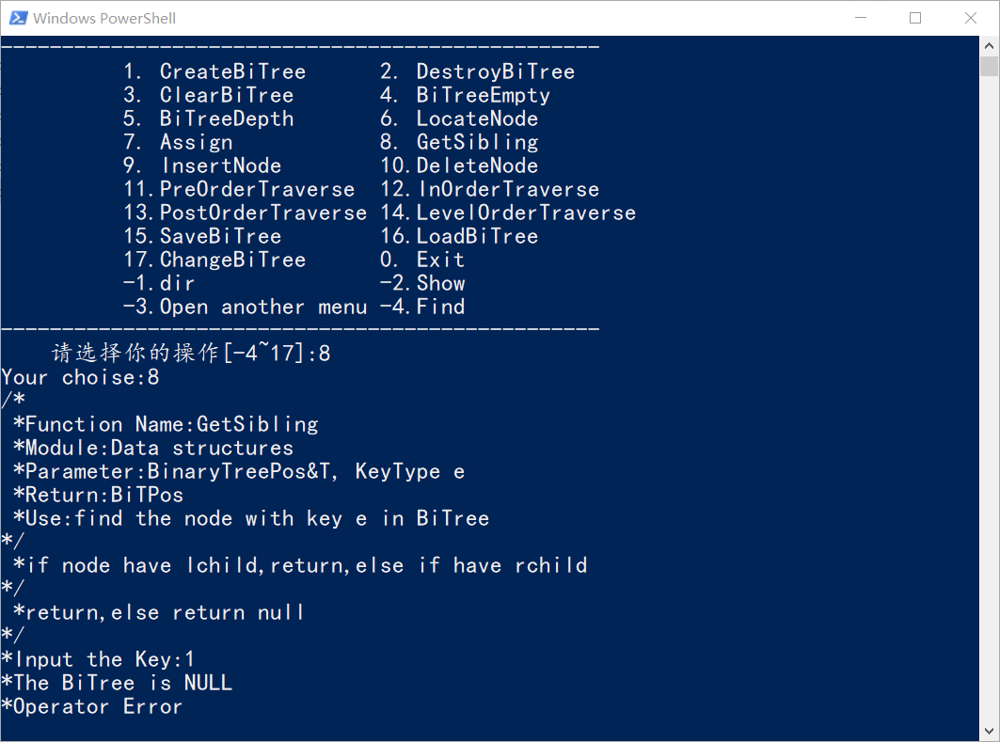 Windows PowerShell
-------------------------------------------------
1. CreateBiTree 2. DestroyBiTree
3. ClearBiTree 4. BiTreeEmpty
5. BiTreeDepth 6. LocateNode
7. Assign 8. GetSibling
9. InsertNode 10.DeleteNode
11.PreOrderTraverse 12.InOrderTraverse
13.PostOrderTraverse 14.LevelOrderTraverse
15.SaveBiTree 16.LoadBiTree
17.ChangeBiTree 0. Exit
-1.dir -2.Show
-3.Open another menu -4.Find
-------------------------------------------------
请选择你的操作[-4~17]:8
Your choise:8
/*
*Function Name:GetSibling
*Module:Data structures
*Parameter:BinaryTreePos&T, KeyType e
*Return:BiTPos
*Use:find the node with key e in BiTree
*/
*if node have lchild,return,else if have rchild
*/
*return,else return null
*/
*Input the Key:1
*The BiTree is NULL
*Operator Error